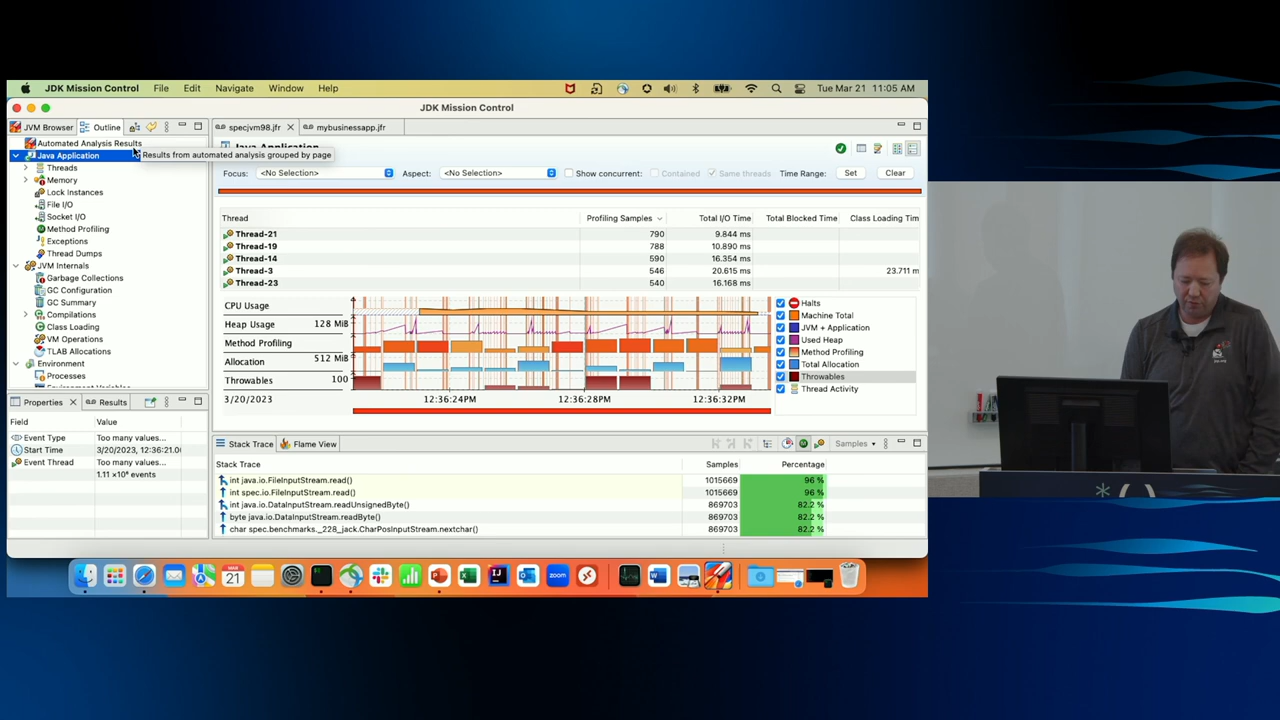 JDK Mission Control File Edit Navigate Window Help Tue Mar 21 11:05 AM
JDK Mission Control
JVM Browser Outline
specjvm98.jfr mybusinessapp.jfr
Automated Analysis Results
Java Application
Results from automated analysis grouped by page
Threads
Memory
Lock Instances
File I/O
Socket I/O
Method Profiling
Exceptions
Thread Dumps
JVM Internals
Garbage Collections
GC Configuration
GC Summary
Compilations
Class Loading
VM Operations
TLAB Allocations
Environment
Processes
Java Application
Focus: <No Selection> Aspect: <No Selection> Show concurrent: Contained Same threads Time Range: Set Clear
Thread Profiling Samples Total I/O Time Total Blocked Time Class Loading Tim
Thread-21 790 9.844 ms
Thread-19 788 10.890 ms
Thread-14 590 16.354 ms
Thread-3 546 20.615 ms 23.711 m
Thread-23 540 16.168 ms
CPU Usage
Heap Usage 128 MiB
Method Profiling
Allocation 512 MiB
Throwables 100
3/20/2023 12:36:24PM 12:36:28PM 12:36:32PM
Halts
Machine Total
JVM + Application
Used Heap
Method Profiling
Total Allocation
Throwables
Thread Activity
Properties Results
Field Value
Event Type Too many values...
Start Time 3/20/2023, 12:36:21.0
Event Thread Too many values...
1.11 ×10⁶ events
Stack Trace Flame View Samples
Stack Trace Samples Percentage
int java.io.FileInputStream.read() 1015669 96 %
int spec.io.FileInputStream.read() 1015669 96 %
int java.io.DataInputStream.readUnsignedByte() 869703 82.2 %
byte java.io.DataInputStream.readByte() 869703 82.2 %
char spec.benchmarks._228_jack.CharPosInputStream.nextchar() 869703 82.2 %
MAR
21
zoom